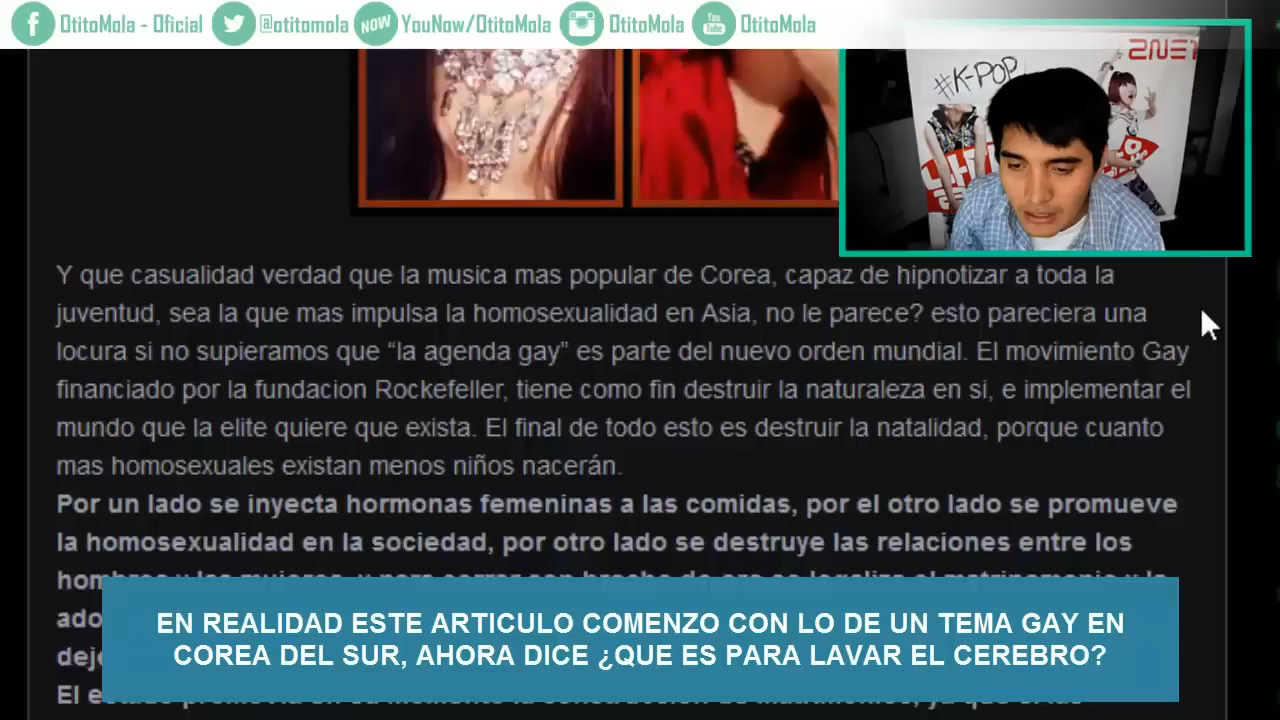 OtitoMola - Oficial @otitomola NOW YouNow/OtitoMola OtitoMola You Tube OtitoMola
2NE1
#K-POP
Y que casualidad verdad que la musica mas popular de Corea, capaz de hipnotizar a toda la
juventud, sea la que mas impulsa la homosexualidad en Asia, no le parece? esto pareciera una
locura si no supieramos que “la agenda gay” es parte del nuevo orden mundial. El movimiento Gay
financiado por la fundacion Rockefeller, tiene como fin destruir la naturaleza en si, e implementar el
mundo que la elite quiere que exista. El final de todo esto es destruir la natalidad, porque cuanto
mas homosexuales existan menos niños nacerán.
Por un lado se inyecta hormonas femeninas a las comidas, por el otro lado se promueve
la homosexualidad en la sociedad, por otro lado se destruye las relaciones entre los
EN REALIDAD ESTE ARTICULO COMENZO CON LO DE UN TEMA GAY EN
COREA DEL SUR, AHORA DICE ¿QUE ES PARA LAVAR EL CEREBRO?